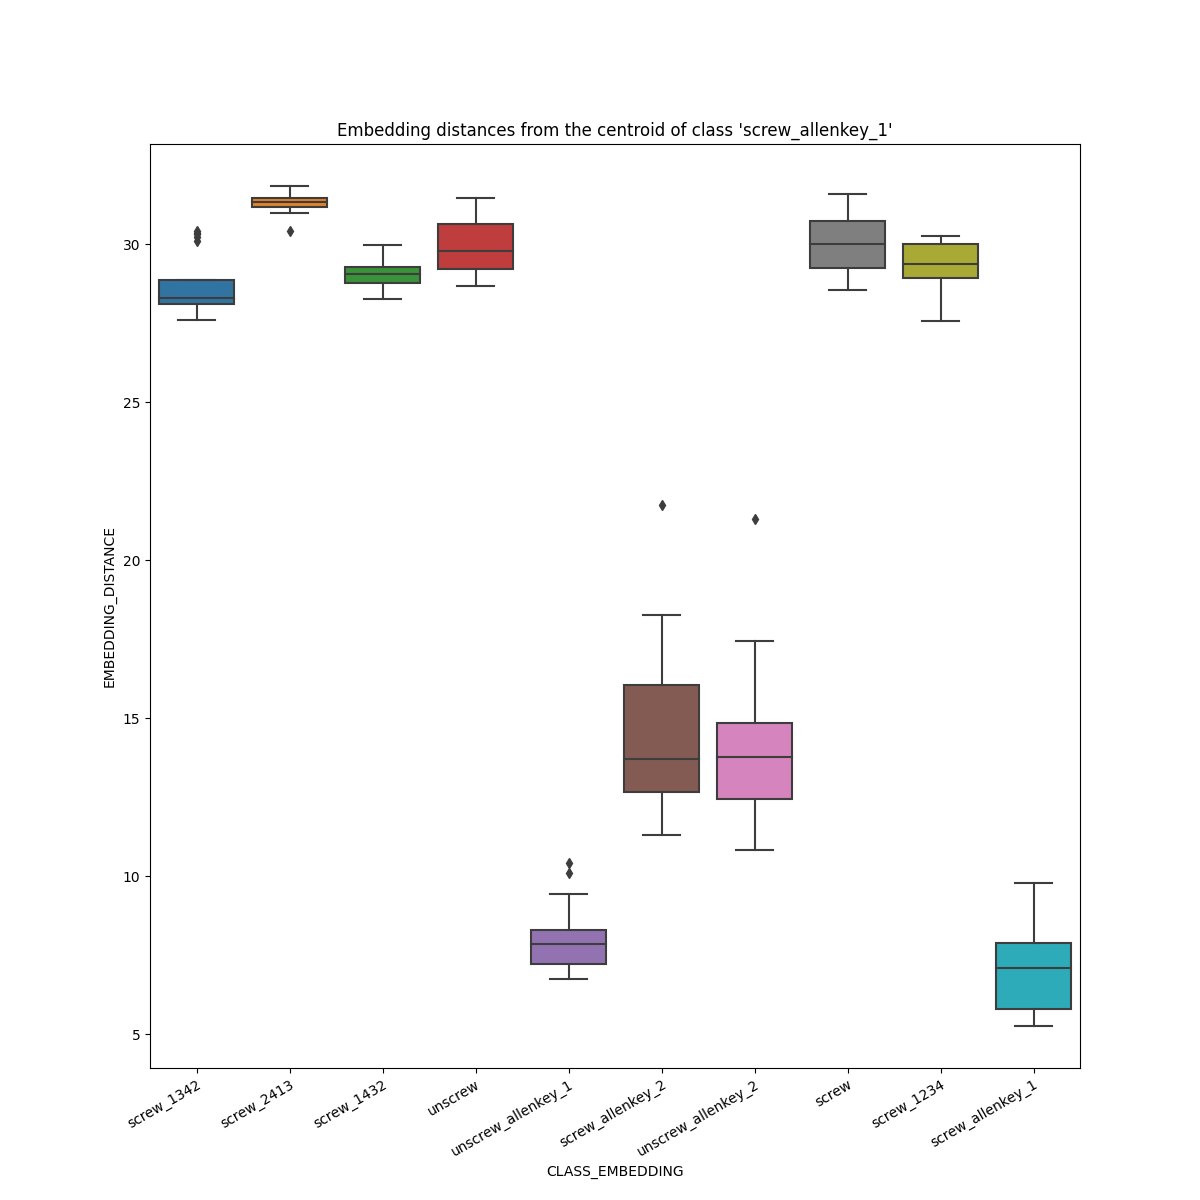 Embedding distances from the centroid of class 'screw_allenkey_1'
30
25
20
15
10
5
EMBEDDING_DISTANCE
screw_1342
screw_2413
screw_1432
unscrew
unscrew_allenkey_1
screw_allenkey_2
unscrew_allenkey_2
screw
screw_1234
screw_allenkey_1
CLASS_EMBEDDING